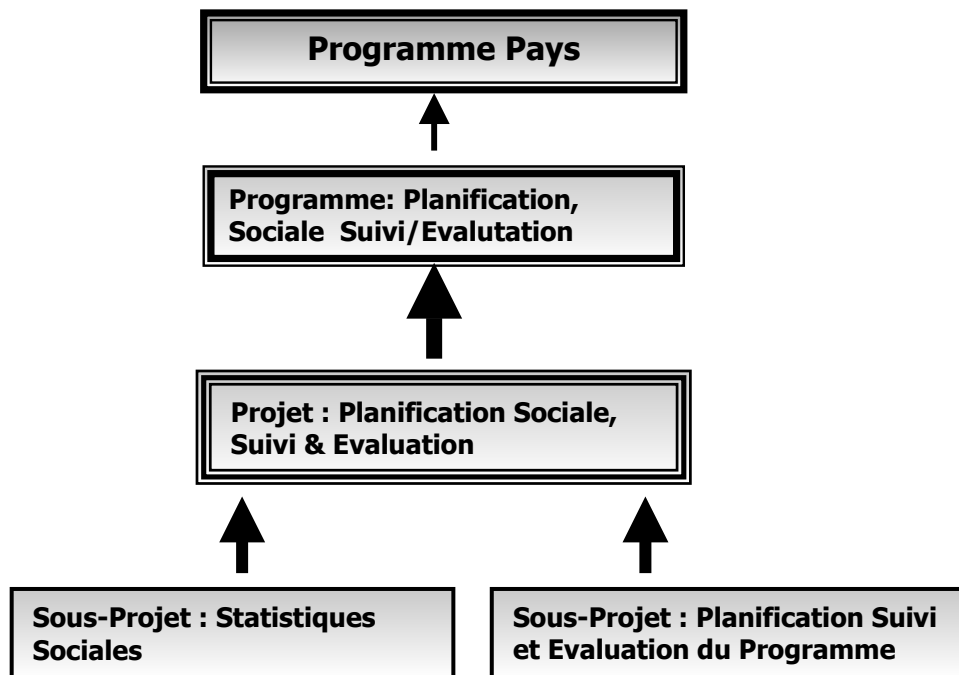 Programme Pays
Programme: Planification,
Sociale Suivi/Evalutation
Projet : Planification Sociale,
Suivi & Evaluation
Sous-Projet : Statistiques
Sociales
Sous-Projet : Planification Suivi
et Evaluation du Programme